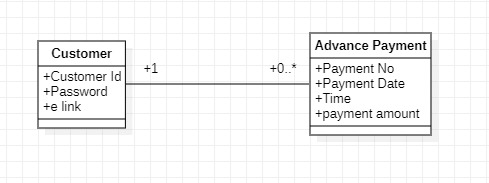 Customer
+Customer Id
+Password
+e link
+1
+0..*
Advance Payment
+Payment No
+Payment Date
+Time
+payment amount